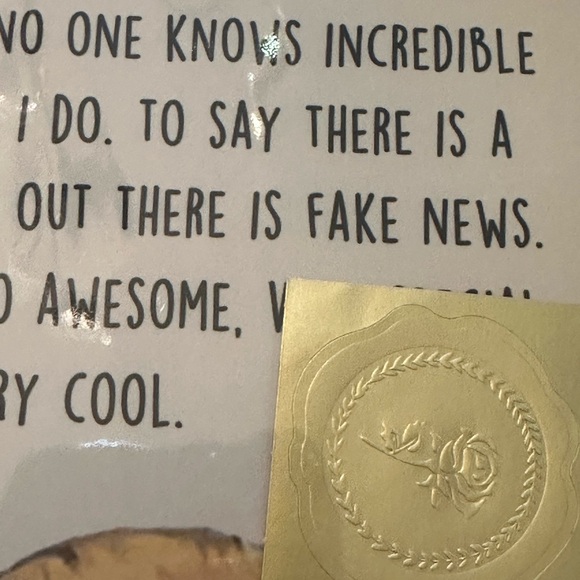 NO ONE KNOWS INCREDIBLE
I DO. TO SAY THERE IS A
OUT THERE IS FAKE NEWS.
AWESOME,
COOL.